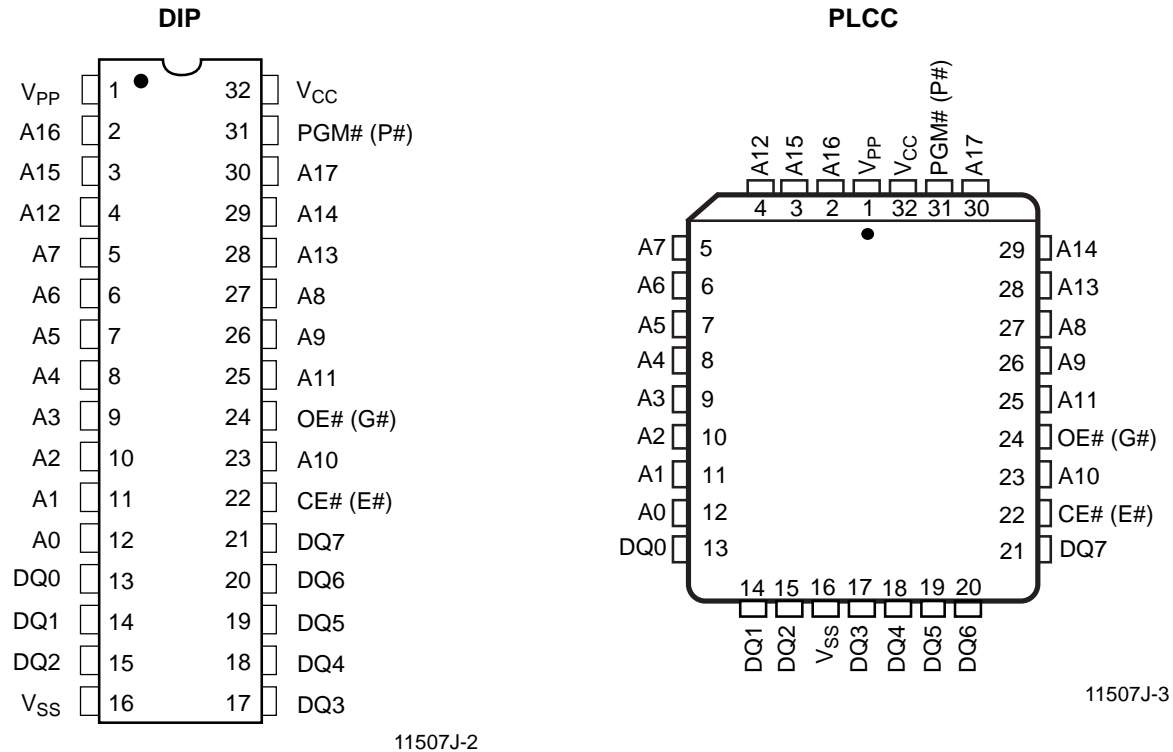 DIP
V_PP 1 32 V_CC
A16 2 31 PGM# (P#)
A15 3 30 A17
A12 4 29 A14
A7 5 28 A13
A6 6 27 A8
A5 7 26 A9
A4 8 25 A11
A3 9 24 OE# (G#)
A2 10 23 A10
A1 11 22 CE# (E#)
A0 12 21 DQ7
DQ0 13 20 DQ6
DQ1 14 19 DQ5
DQ2 15 18 DQ4
V_SS 16 17 DQ3
11507J-2
PLCC
A12 A15 A16 V_PP V_CC PGM# (P#) A17
4 3 2 1 32 31 30
A7 5 29 A14
A6 6 28 A13
A5 7 27 A8
A4 8 26 A9
A3 9 25 A11
A2 10 24 OE# (G#)
A1 11 23 A10
A0 12 22 CE# (E#)
DQ0 13 21 DQ7
14 15 16 17 18 19 20
DQ1 DQ2 V_SS DQ3 DQ4 DQ5 DQ6
11507J-3